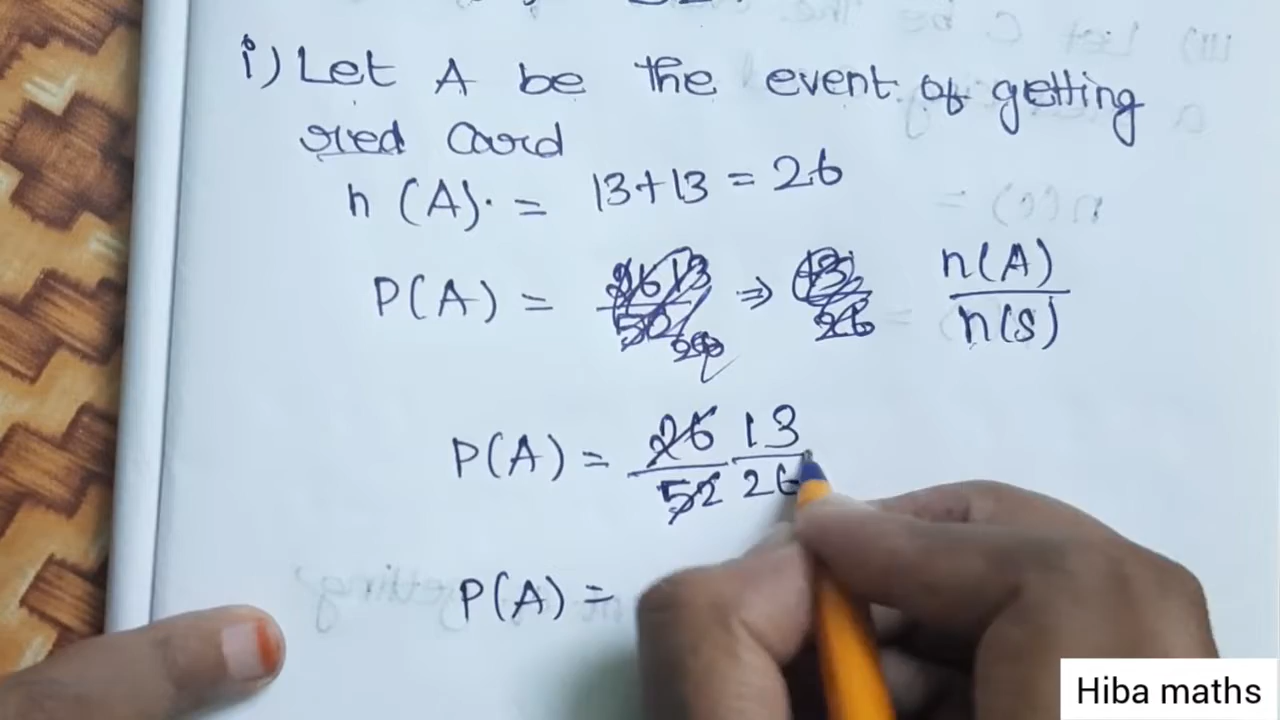 i) Let A be the event of getting
red Card
n (A) = 13+13 = 26
P(A) = ⇒ n(A)
n(S)
P(A) = 26 13
52 26
P(A) =
Hiba maths